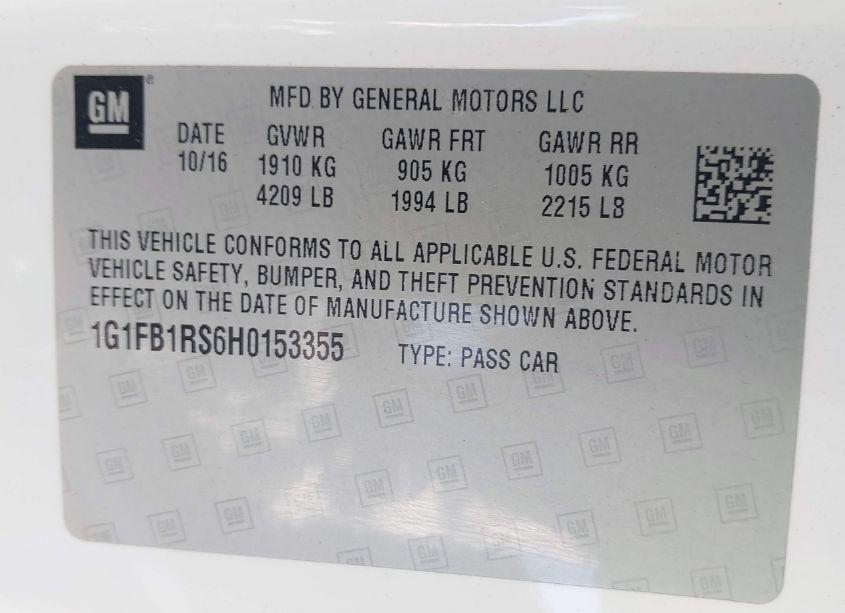 GM
MFD. BY GENERAL MOTORS LLC
DATE GVWR GAWR FRT GAWR RR
10/16 1910 KG 905 KG 1005 KG
4209 LB 1994 LB 2215 LB
THIS VEHICLE CONFORMS TO ALL APPLICABLE U.S. FEDERAL MOTOR
VEHICLE SAFETY, BUMPER, AND THEFT PREVENTION STANDARDS IN
EFFECT ON THE DATE OF MANUFACTURE SHOWN ABOVE.
1G1FB1RS6H0153355 TYPE: PASS CAR